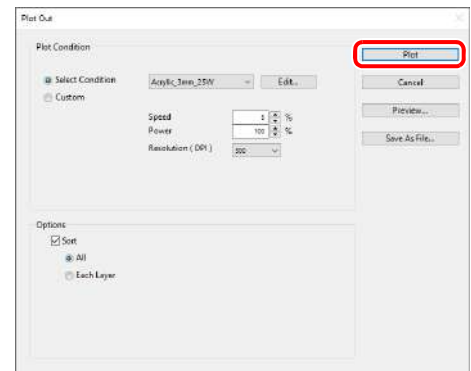 Plot Out
Plot Condition
Select Condition
Acrylic_3mm_25W
Edit...
Custom
Speed
%
Power
100
%
Resolution ( DPI )
500
Plot
Cancel
Preview...
Save As File...
Options
Sort
All
Each Layer